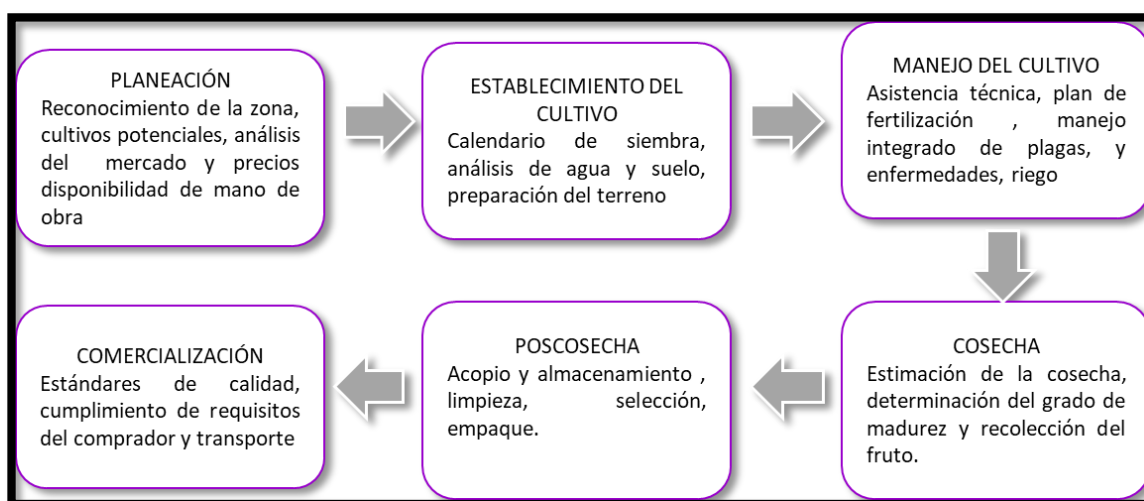 PLANEACIÓN
Reconocimiento de la zona,
cultivos potenciales, análisis
del mercado y precios
disponibilidad de mano de
obra
ESTABLECIMIENTO DEL
CULTIVO
Calendario de siembra,
análisis de agua y suelo,
preparación del terreno
MANEJO DEL CULTIVO
Asistencia técnica, plan de
fertilización , manejo
integrado de plagas, y
enfermedades, riego
COSECHA
Estimación de la cosecha,
determinación del grado de
madurez y recolección del
fruto.
POSCOSECHA
Acopio y almacenamiento ,
limpieza, selección,
empaque.
COMERCIALIZACIÓN
Estándares de calidad,
cumplimiento de requisitos
del comprador y transporte